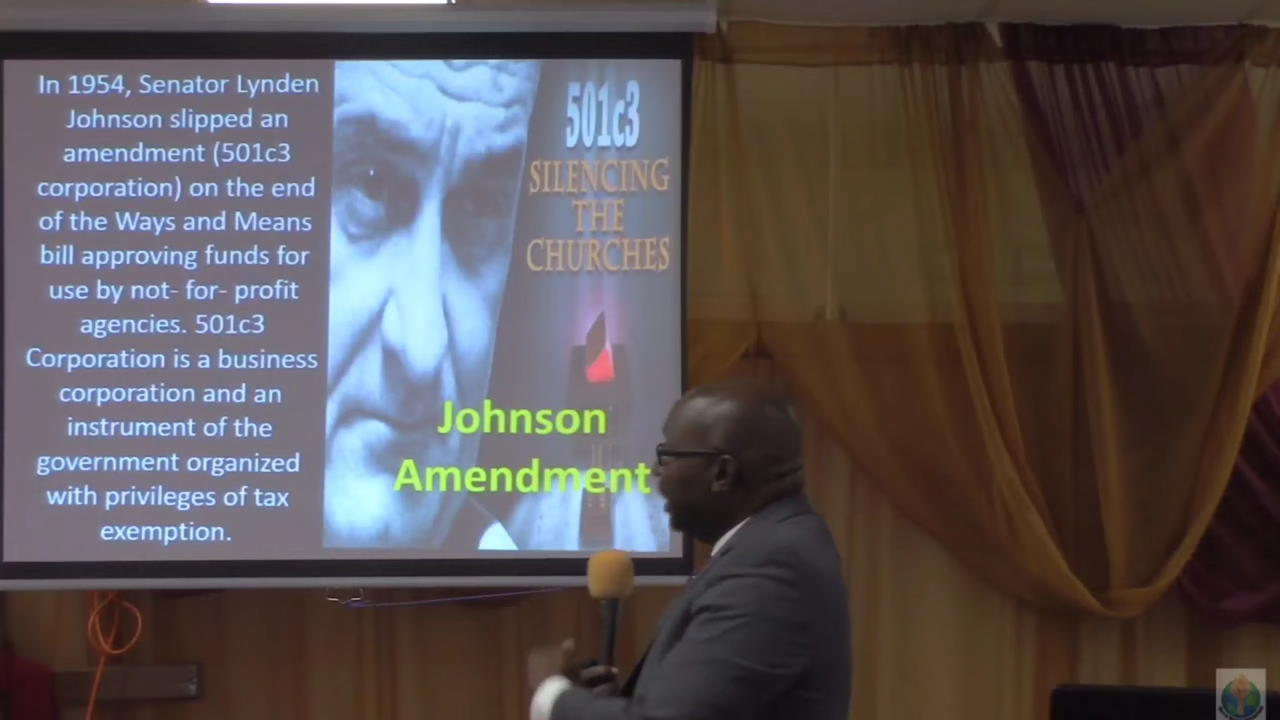 In 1954, Senator Lynden
Johnson slipped an
amendment (501c3
corporation) on the end
of the Ways and Means
bill approving funds for
use by not- for- profit
agencies. 501c3
Corporation is a business
corporation and an
instrument of the
government organized
with privileges of tax
exemption.
501c3
SILENCING
THE
CHURCHES
Johnson
Amendment